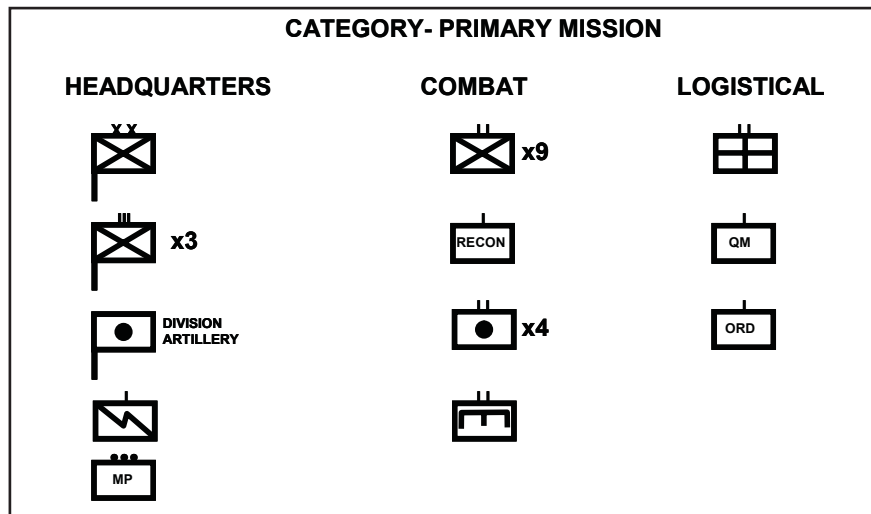 CATEGORY- PRIMARY MISSION
HEADQUARTERS COMBAT LOGISTICAL
X X
x9
x3
RECON
QM
DIVISION
ARTILLERY
x4
ORD
MP